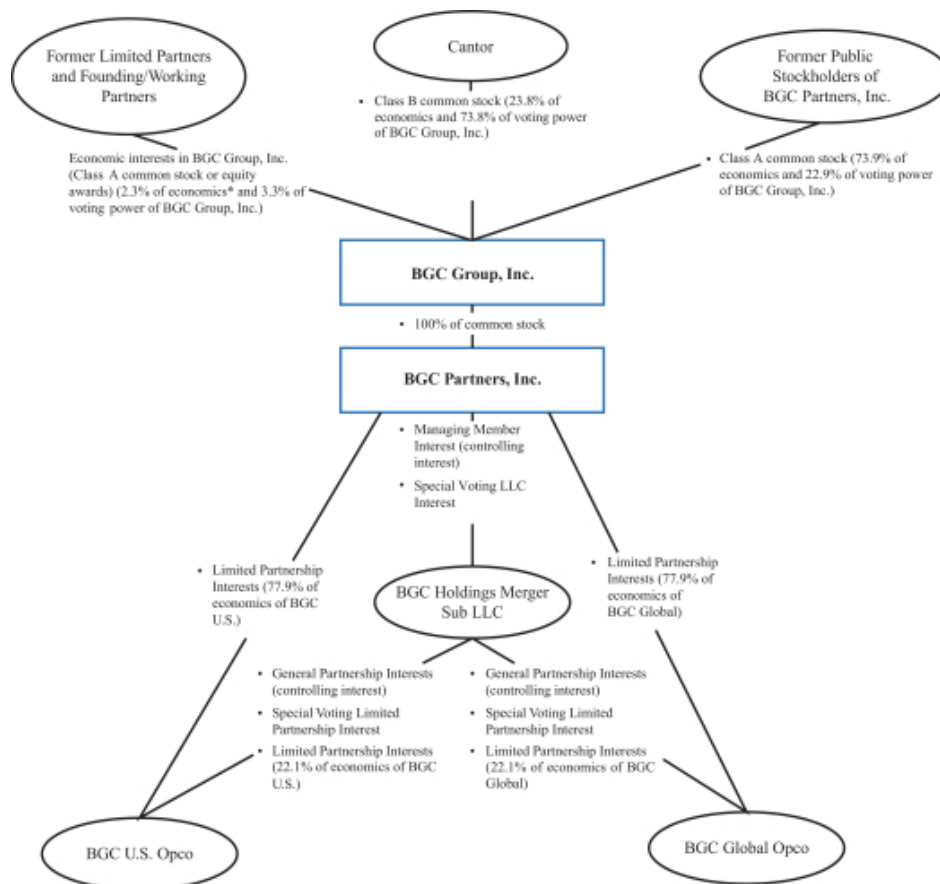 Former Limited Partners
and Founding/Working
Partners
Cantor
Former Public
Stockholders of
BGC Partners, Inc.
• Class B common stock (23.8% of
economics and 73.8% of voting power
of BGC Group, Inc.)
Economic interests in BGC Group, Inc.
(Class A common stock or equity
awards) (2.3% of economics* and 3.3% of
voting power of BGC Group, Inc.)
• Class A common stock (73.9% of
economics and 22.9% of voting power
of BGC Group, Inc.)
BGC Group, Inc.
• 100% of common stock
BGC Partners, Inc.
• Managing Member
Interest (controlling
interest)
• Special Voting LLC
Interest
• Limited Partnership
Interests (77.9% of
economics of BGC
U.S.)
• Limited Partnership
Interests (77.9% of
economics of
BGC Global)
BGC Holdings Merger
Sub LLC
• General Partnership Interests
(controlling interest)
• Special Voting Limited
Partnership Interest
• Limited Partnership Interests
(22.1% of economics of BGC
U.S.)
• General Partnership Interests
(controlling interest)
• Special Voting Limited
Partnership Interest
• Limited Partnership Interests
(22.1% of economics of BGC
Global)
BGC U.S. Opco
BGC Global Opco